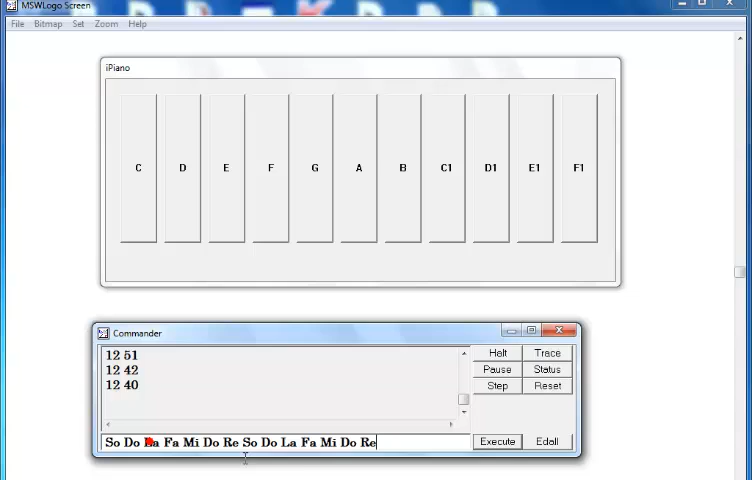 MSWLogo Screen
File Bitmap Set Zoom Help
iPiano
C D E F G A B C1 D1 E1 F1
Commander
12 51
12 42
12 40
Halt Trace
Pause Status
Step Reset
So Do La Fa Mi Do Re So Do La Fa Mi Do Re
Execute Edall